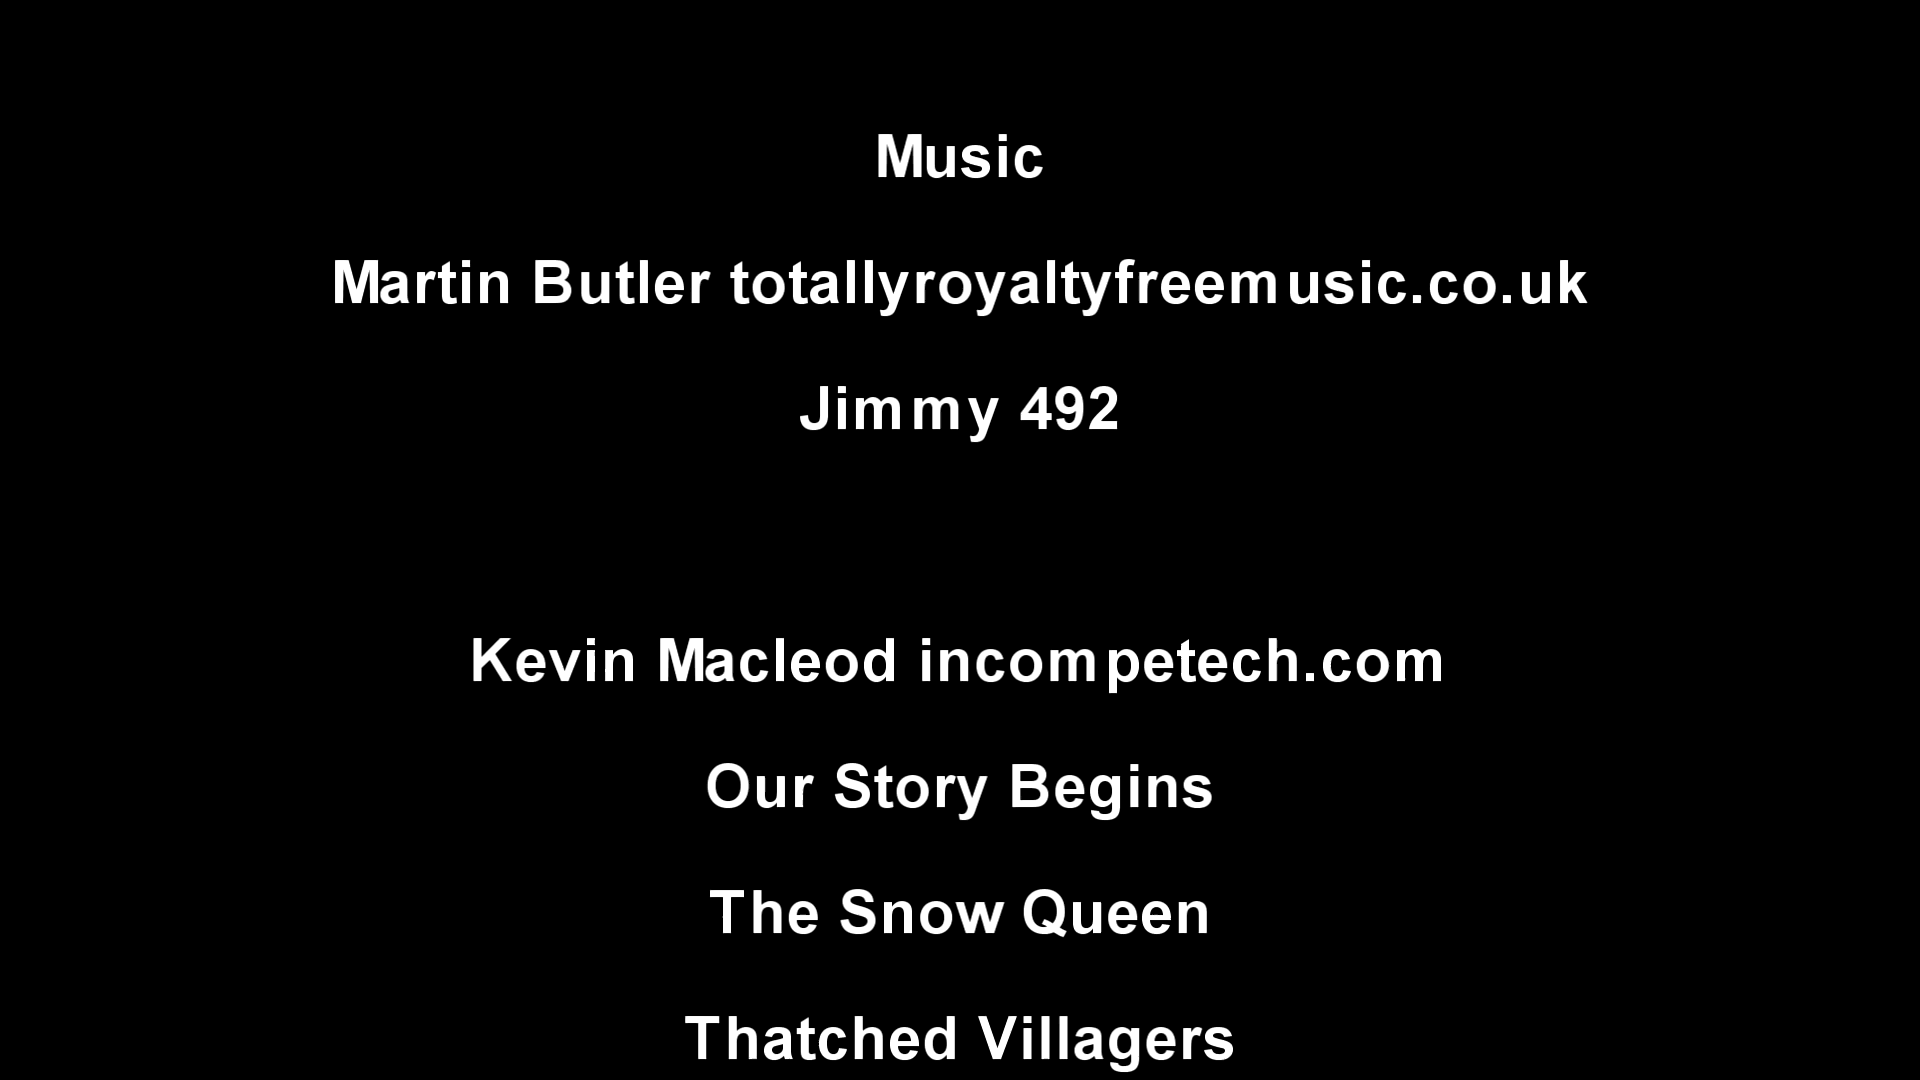 Music
Martin Butler totallyroyaltyfreemusic.co.uk
Jimmy 492
Kevin Macleod incompetech.com
Our Story Begins
The Snow Queen
Thatched Villagers